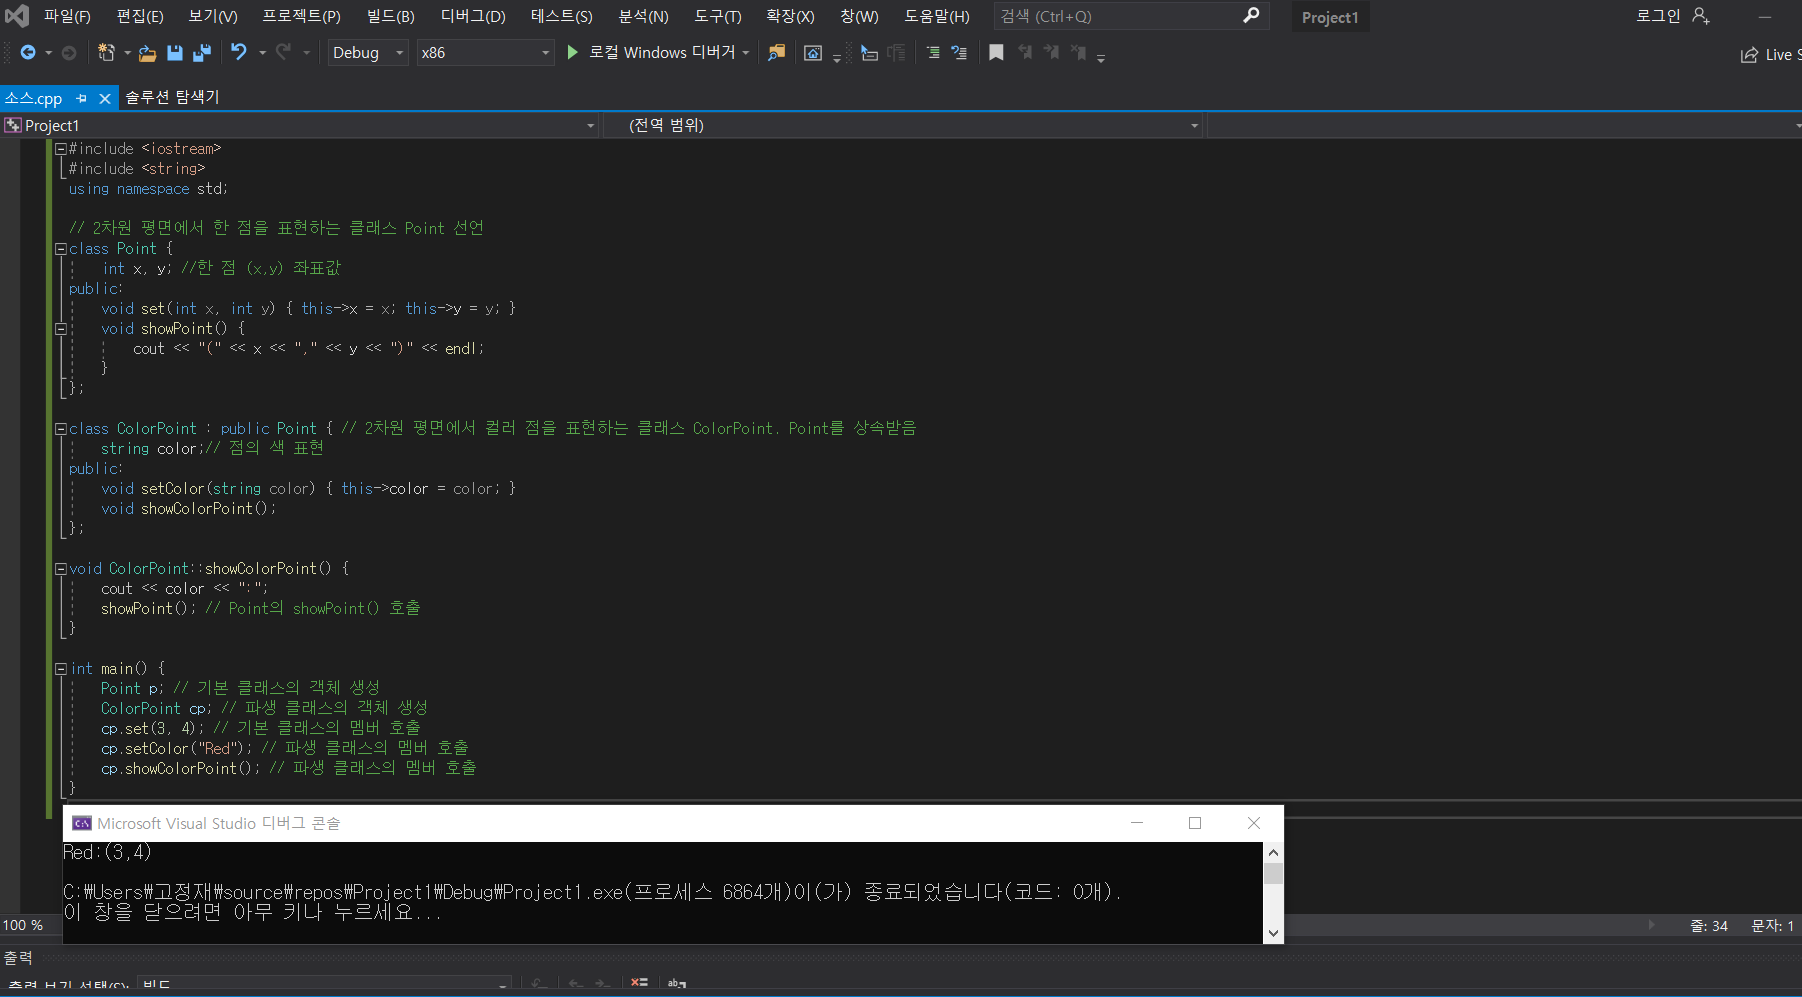 파일(F) 편집(E) 보기(V) 프로젝트(P) 빌드(B) 디버그(D) 테스트(S) 분석(N) 도구(T) 확장(X) 창(W) 도움말(H) 검색 (Ctrl+Q) Project1 로그인
Debug x86 로컬 Windows 디버거 Live S
소스.cpp 솔루션 탐색기
Project1 (전역 범위)
#include <iostream>
#include <string>
using namespace std;
// 2차원 평면에서 한 점을 표현하는 클래스 Point 선언
class Point {
int x, y; //한 점 (x,y) 좌표값
public:
void set(int x, int y) { this->x = x; this->y = y; }
void showPoint() {
cout << "(" << x << "," << y << ")" << endl;
}
};
class ColorPoint : public Point { // 2차원 평면에서 컬러 점을 표현하는 클래스 ColorPoint. Point를 상속받음
string color;// 점의 색 표현
public:
void setColor(string color) { this->color = color; }
void showColorPoint();
};
void ColorPoint::showColorPoint() {
cout << color << ":";
showPoint(); // Point의 showPoint() 호출
}
int main() {
Point p; // 기본 클래스의 객체 생성
ColorPoint cp; // 파생 클래스의 객체 생성
cp.set(3, 4); // 기본 클래스의 멤버 호출
cp.setColor("Red"); // 파생 클래스의 멤버 호출
cp.showColorPoint(); // 파생 클래스의 멤버 호출
}
Microsoft Visual Studio 디버그 콘솔
Red:(3,4)
C:\Users\고정재\source\repos\Project1\Debug\Project1.exe(프로세스 6864개)이(가) 종료되었습니다(코드: 0개).
이 창을 닫으려면 아무 키나 누르세요...
100 % 줄: 34 문자: 1
출력
출력 보기 선택(S): 빌드